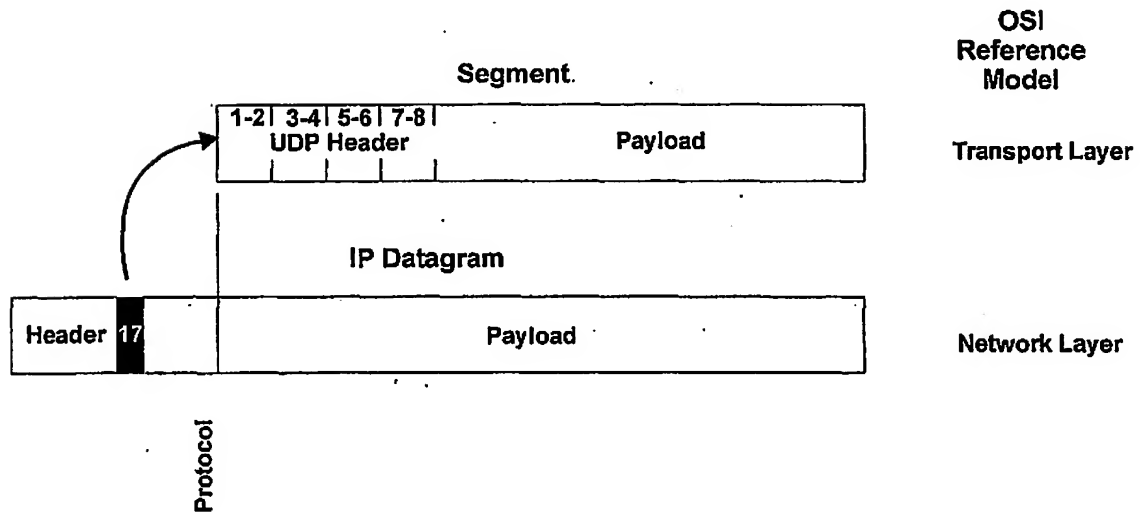 OSI
Reference
Model
Segment.
1-2| 3-4| 5-6| 7-8|
UDP Header
Payload
Transport Layer
IP Datagram
Header
17
Payload
Network Layer
Protocol